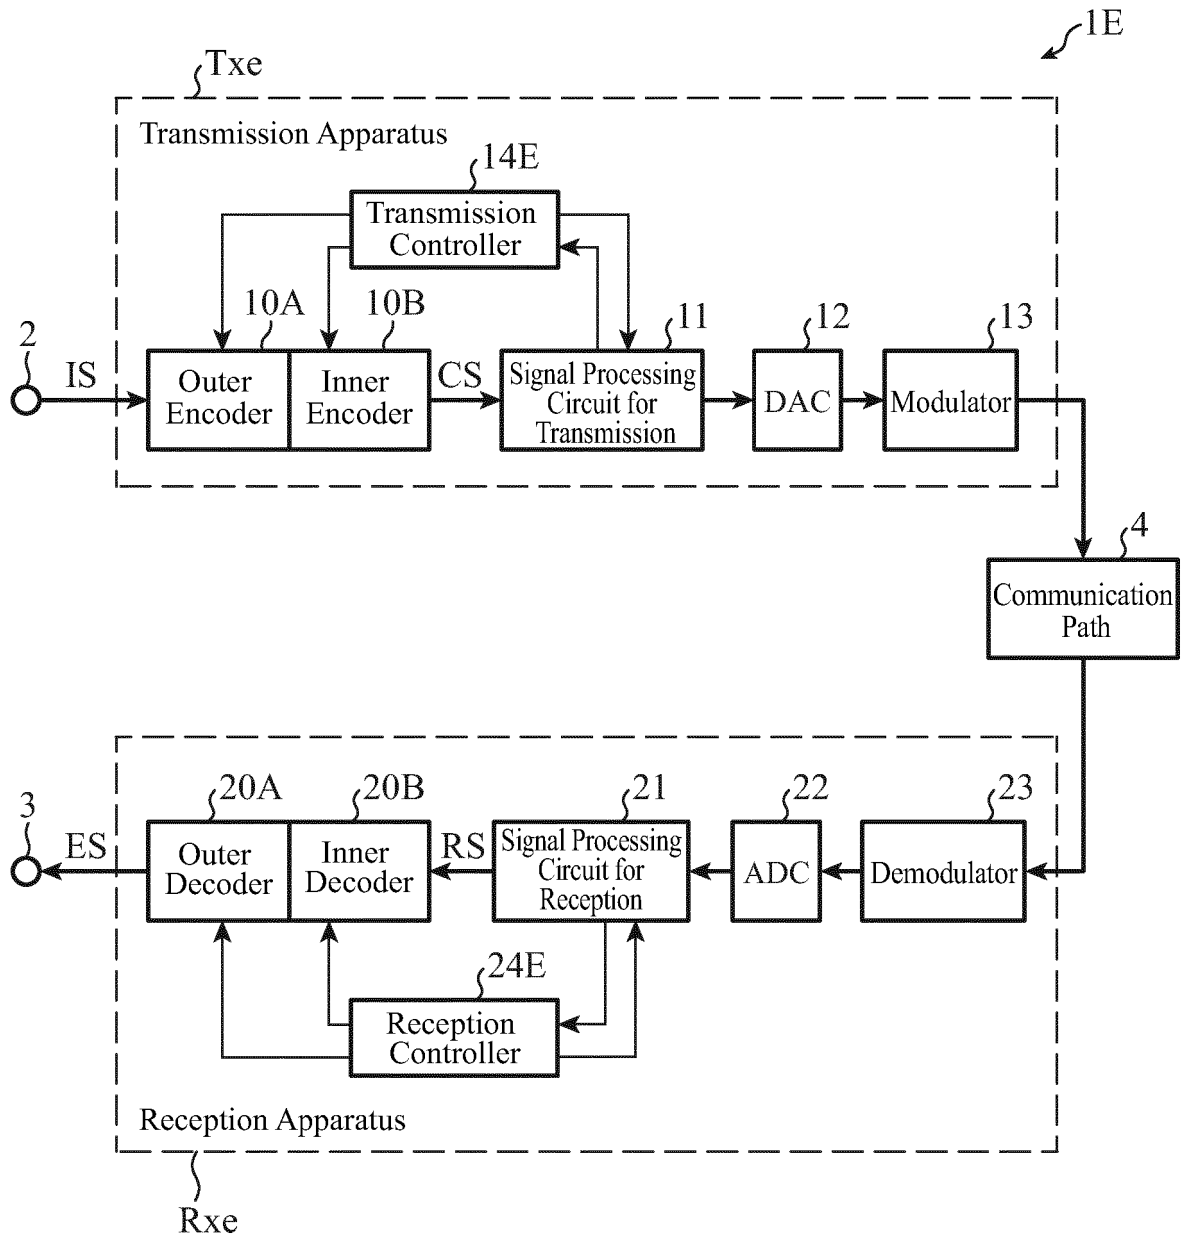 1E
Txe
Transmission Apparatus
14E
Transmission
Controller
10A
10B
11
12
13
2
IS
Outer
Encoder
Inner
Encoder
CS
Signal Processing
Circuit for
Transmission
DAC
Modulator
4
Communication
Path
20A
20B
21
22
23
3
ES
Outer
Decoder
Inner
Decoder
RS
Signal Processing
Circuit for
Reception
ADC
Demodulator
24E
Reception
Controller
Reception Apparatus
Rxe